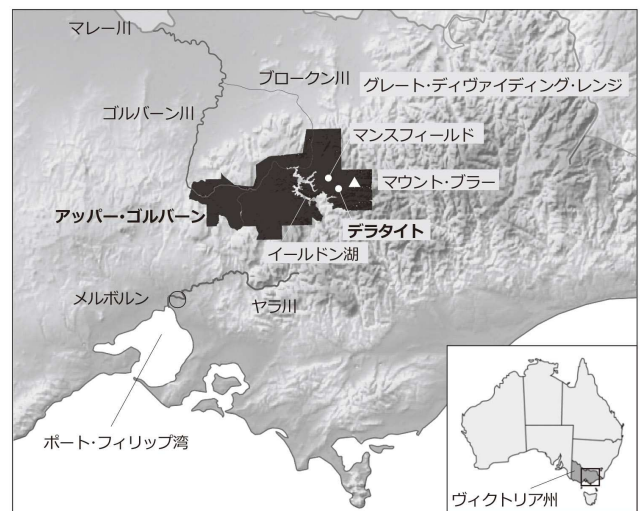 マレー川
ブロークン川
グレート・ディヴァイディング・レンジ
ゴルバーン川
マンスフィールド
マウント・ブラー
アッパー・ゴルバーン
デラタイト
イールドン湖
メルボルン
ヤラ川
ポート・フィリップ湾
ヴィクトリア州